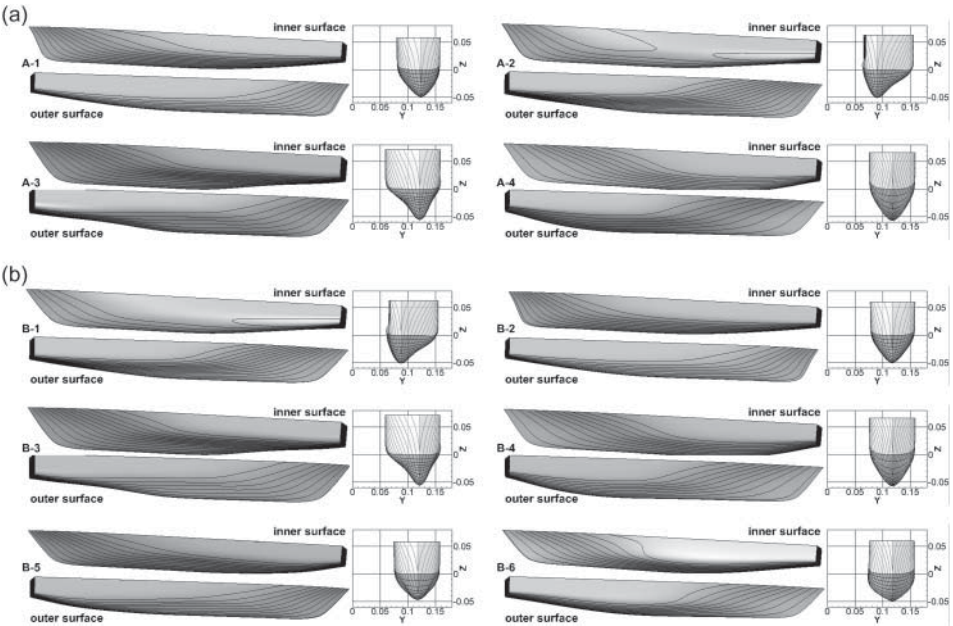 (a)
inner surface
A-1
outer surface
0.05
0
-0.05
Z
0 0.05 0.1 0.15
Y
inner surface
A-2
outer surface
0.05
0
-0.05
Z
0 0.05 0.1 0.15
Y
inner surface
A-3
outer surface
0.05
0
-0.05
Z
0 0.05 0.1 0.15
Y
inner surface
A-4
outer surface
0.05
0
-0.05
Z
0 0.05 0.1 0.15
Y
(b)
inner surface
B-1
outer surface
0.05
0
-0.05
Z
0 0.05 0.1 0.15
Y
inner surface
B-2
outer surface
0.05
0
-0.05
Z
0 0.05 0.1 0.15
Y
inner surface
B-3
outer surface
0.05
0
-0.05
Z
0 0.05 0.1 0.15
Y
inner surface
B-4
outer surface
0.05
0
-0.05
Z
0 0.05 0.1 0.15
Y
inner surface
B-5
outer surface
0.05
0
-0.05
Z
0 0.05 0.1 0.15
Y
inner surface
B-6
outer surface
0.05
0
-0.05
Z
0 0.05 0.1 0.15
Y